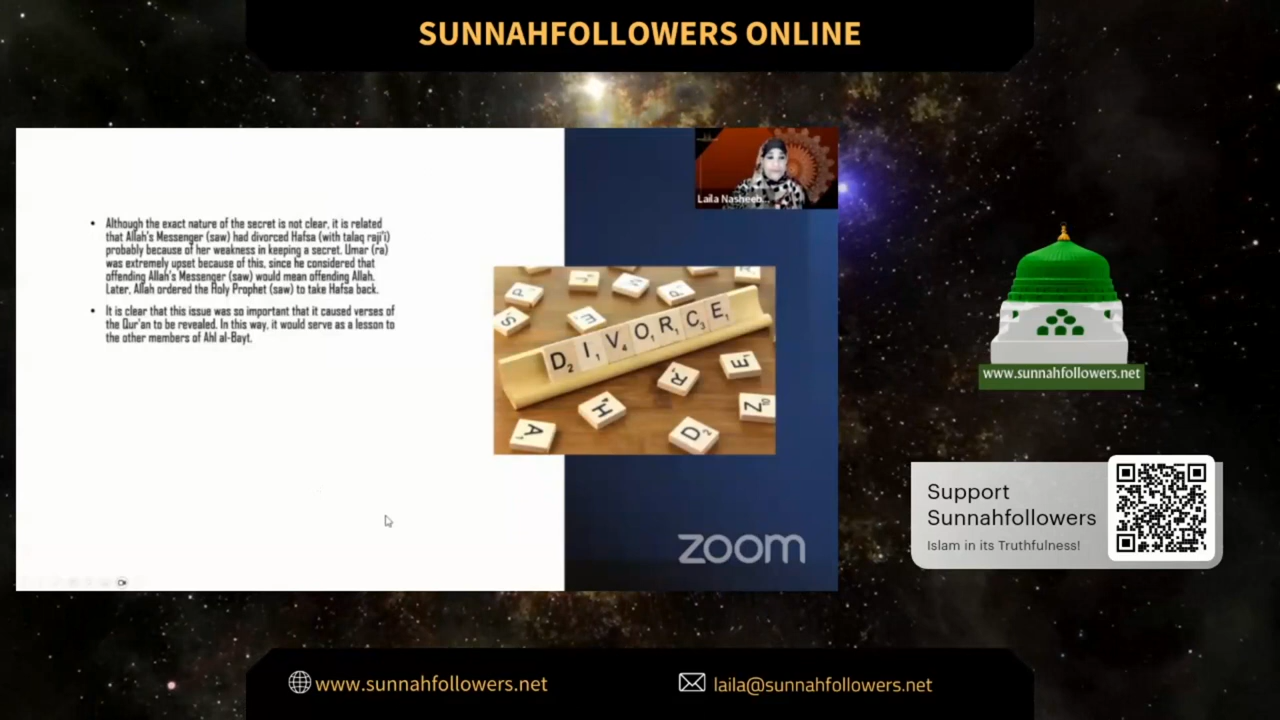 SUNNAHFOLLOWERS ONLINE
• Although the exact nature of the secret is not clear, it is related
that Allah's Messenger (saw) had divorced Hafsa (with talaq raji'i)
probably because of her weakness in keeping a secret. Umar (ra)
was extremely upset because of this, since he considered that
offending Allah's Messenger (saw) would mean offending Allah.
Later, Allah ordered the Holy Prophet (saw) to take Hafsa back.
• It is clear that this issue was so important that it caused verses of
the Qur'an to be revealed. In this way, it would serve as a lesson to
the other members of Ahl al-Bayt.
Laila Nasheeb...
DIVORCE
zoom
www.sunnahfollowers.net
Support
Sunnahfollowers
Islam in its Truthfulness!
www.sunnahfollowers.net
laila@sunnahfollowers.net